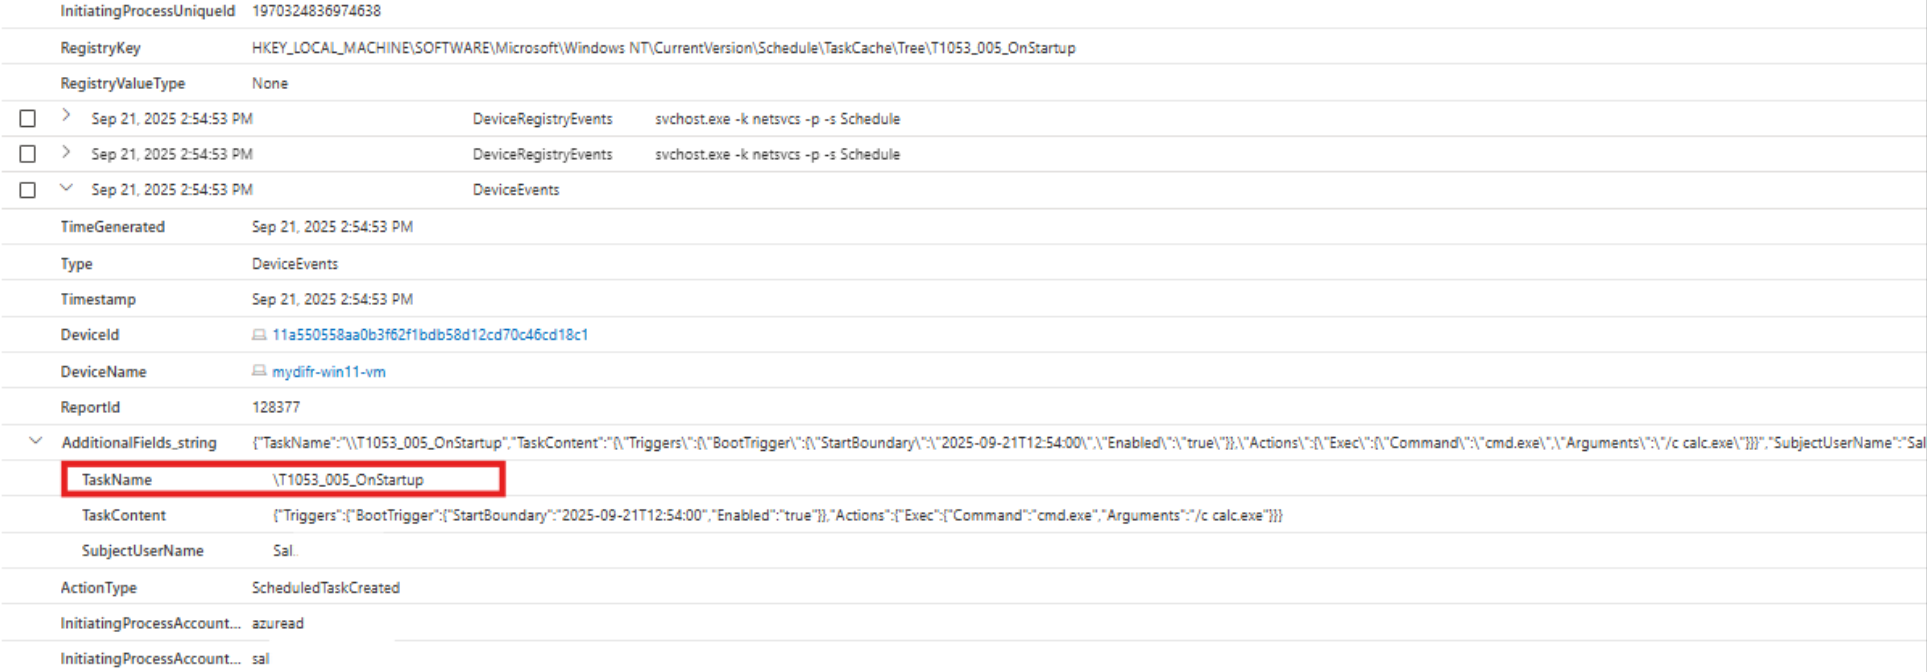 InitiatingProcessUniqueId 1970324836974638
RegistryKey HKEY_LOCAL_MACHINE\SOFTWARE\Microsoft\Windows NT\CurrentVersion\Schedule\TaskCache\Tree\T1053_005_OnStartup
RegistryValueType None
Sep 21, 2025 2:54:53 PM DeviceRegistryEvents svchost.exe -k netsvcs -p -s Schedule
Sep 21, 2025 2:54:53 PM DeviceRegistryEvents svchost.exe -k netsvcs -p -s Schedule
Sep 21, 2025 2:54:53 PM DeviceEvents
TimeGenerated Sep 21, 2025 2:54:53 PM
Type DeviceEvents
Timestamp Sep 21, 2025 2:54:53 PM
DeviceId 11a550558aa0b3f62f1bdb58d12cd70c46cd18c1
DeviceName mydifr-win11-vm
ReportId 128377
AdditionalFields_string {"TaskName":"\\T1053_005_OnStartup","TaskContent":"{\"Triggers\":{\"BootTrigger\":{\"StartBoundary\":\"2025-09-21T12:54:00\",\"Enabled\":\"true\"}},\"Actions\":{\"Exec\":{\"Command\":\"cmd.exe\",\"Arguments\":\"/c calc.exe\"}}}","SubjectUserName":"Sal
TaskName \T1053_005_OnStartup
TaskContent {"Triggers":{"BootTrigger":{"StartBoundary":"2025-09-21T12:54:00","Enabled":"true"}},"Actions":{"Exec":{"Command":"cmd.exe","Arguments":"/c calc.exe"}}}
SubjectUserName Sal
ActionType ScheduledTaskCreated
InitiatingProcessAccount... azuread
InitiatingProcessAccount... sal